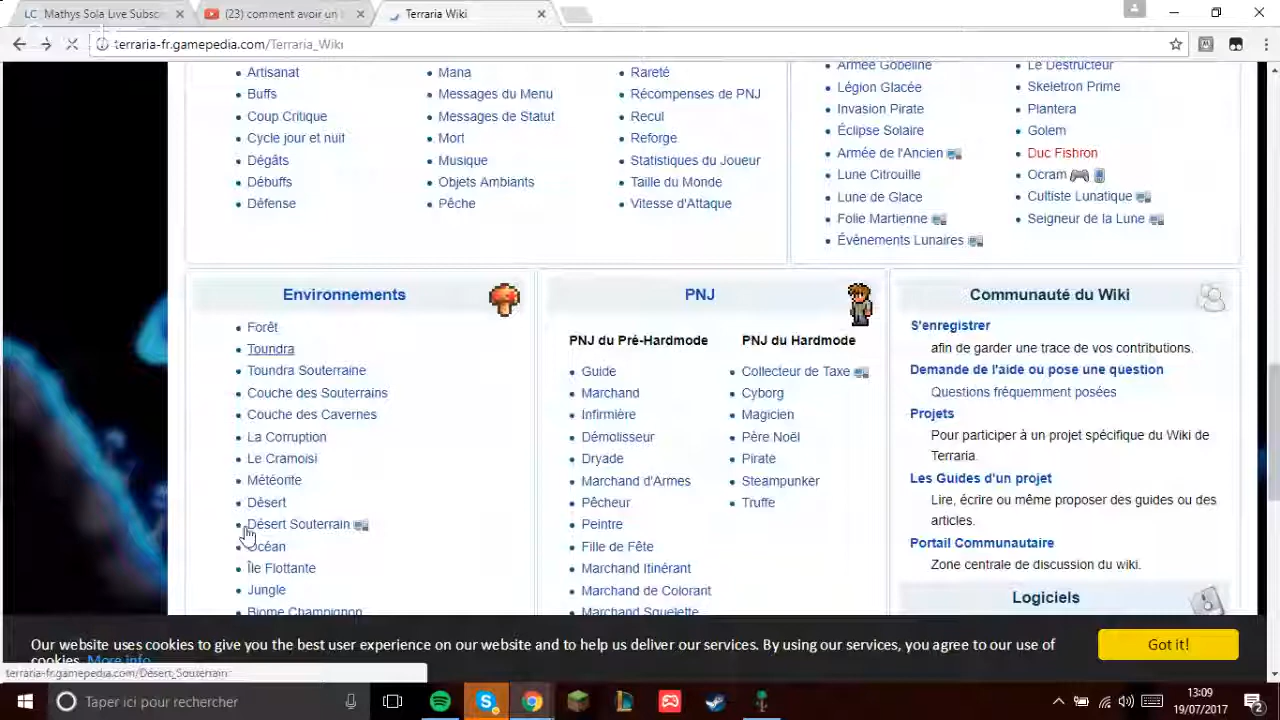 LC Mathys Sola Live Subsc
(23) comment avoir un t
Terraria Wiki
terraria-fr.gamepedia.com/Terraria_Wiki
Artisanat
Buffs
Coup Critique
Cycle jour et nuit
Dégâts
Débuffs
Défense
Mana
Messages du Menu
Messages de Statut
Mort
Musique
Objets Ambiants
Pêche
Rareté
Récompenses de PNJ
Recul
Reforge
Statistiques du Joueur
Taille du Monde
Vitesse d'Attaque
Armée Gobeline
Légion Glacée
Invasion Pirate
Éclipse Solaire
Armée de l'Ancien
Lune Citrouille
Lune de Glace
Folie Martienne
Évênements Lunaires
Le Destructeur
Skeletron Prime
Plantera
Golem
Duc Fishron
Ocram
Cultiste Lunatique
Seigneur de la Lune
Environnements
Forêt
Toundra
Toundra Souterraine
Couche des Souterrains
Couche des Cavernes
La Corruption
Le Cramoisi
Météorite
Désert
Désert Souterrain
Océan
Île Flottante
Jungle
Biome Champignon
PNJ
PNJ du Pré-Hardmode
Guide
Marchand
Infirmière
Démolisseur
Dryade
Marchand d'Armes
Pêcheur
Peintre
Fille de Fête
Marchand Itinérant
Marchand de Colorant
Marchand Squelette
PNJ du Hardmode
Collecteur de Taxe
Cyborg
Magicien
Père Noël
Pirate
Steampunker
Truffe
Communauté du Wiki
S'enregistrer
afin de garder une trace de vos contributions.
Demande de l'aide ou pose une question
Questions fréquemment posées
Projets
Pour participer à un projet spécifique du Wiki de
Terraria.
Les Guides d'un projet
Lire, écrire ou même proposer des guides ou des
articles.
Portail Communautaire
Zone centrale de discussion du wiki.
Logiciels
Our website uses cookies to give you the best user experience on our website and to help us deliver our services. By using our services, you agree to our use of
cookies. More info
Got it!
terraria-fr.gamepedia.com/Désert_Souterrain
Taper ici pour rechercher
13:09
19/07/2017
2